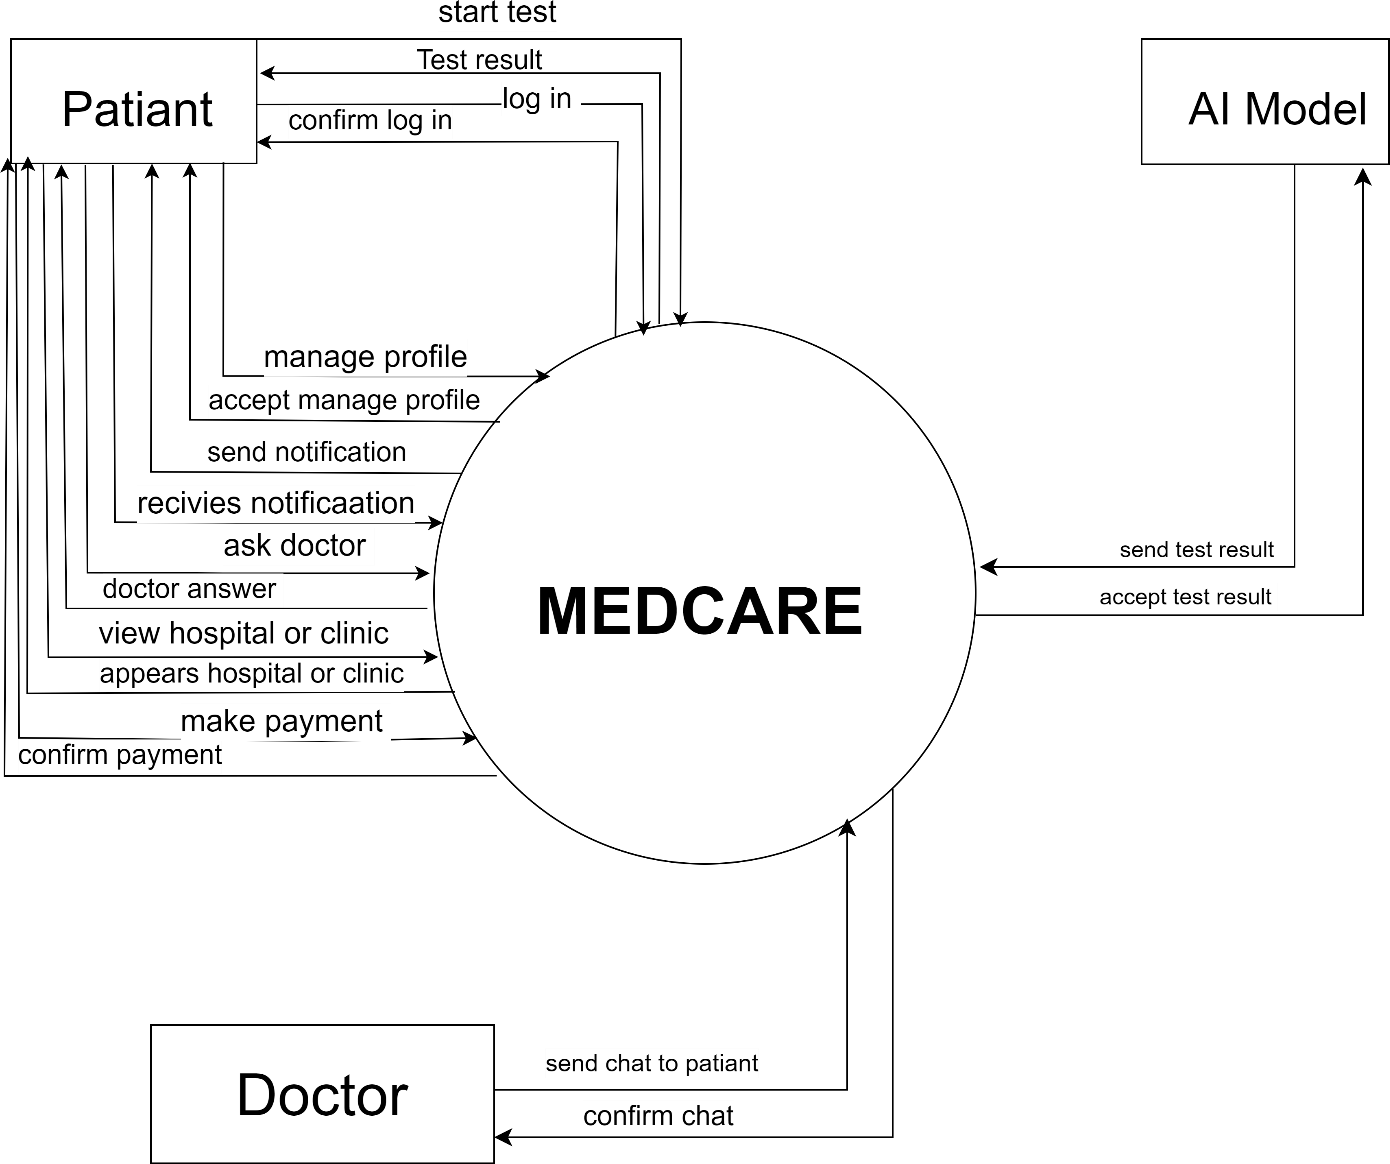 start test
Test result
log in
confirm log in
Patiant
AI Model
manage profile
accept manage profile
send notification
recivies notificaation
ask doctor
doctor answer
view hospital or clinic
appears hospital or clinic
make payment
confirm payment
MEDCARE
send test result
accept test result
Doctor
send chat to patiant
confirm chat